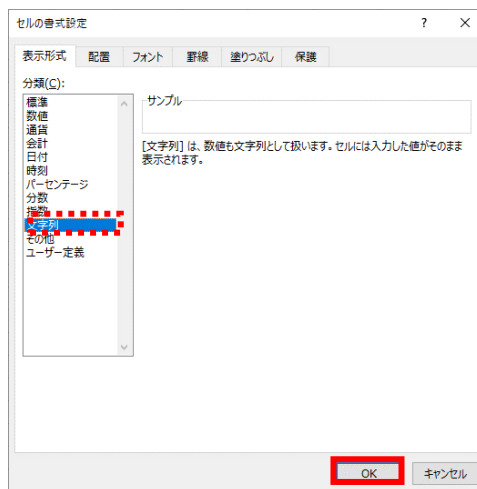 セルの書式設定 ? ×
表示形式 配置 フォント 罫線 塗りつぶし 保護
分類(C):
標準
数値
通貨
会計
日付
時刻
パーセンテージ
分数
指数
文字列
その他
ユーザー定義
サンプル
[文字列] は、数値も文字列として扱います。セルには入力した値がそのまま
表示されます。
OK キャンセル